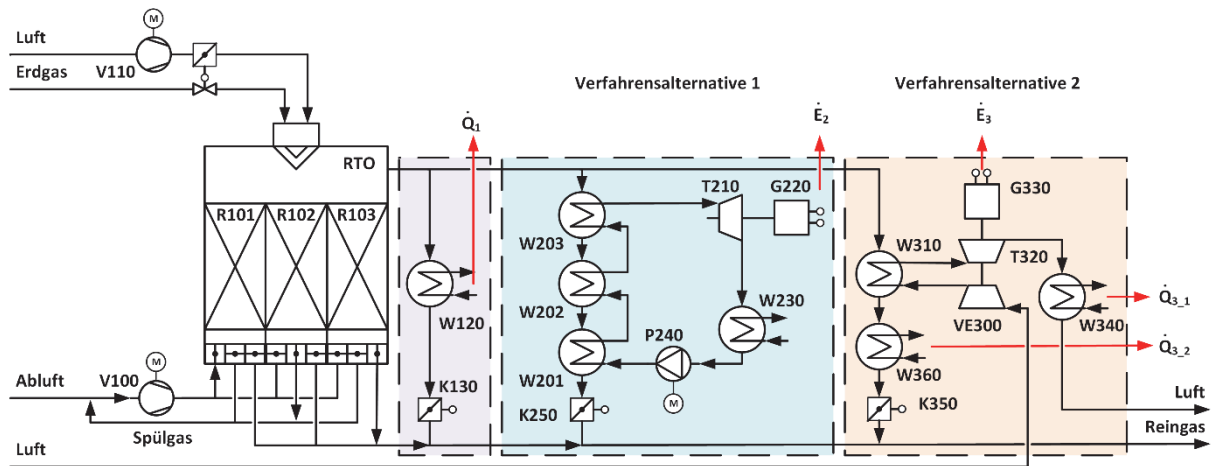 M
Luft
V110
Erdgas
Verfahrensalternative 1
Verfahrensalternative 2
Q̇₁
Ė₂
Ė₃
RTO
T210
G220
G330
R101
R102
R103
W203
W310
T320
W120
W202
P240
W230
VE300
W340
Q̇₃_₁
Q̇₃_₂
M
V100
W201
M
W360
Abluft
K130
K250
K350
Luft
Spülgas
Reingas
Luft